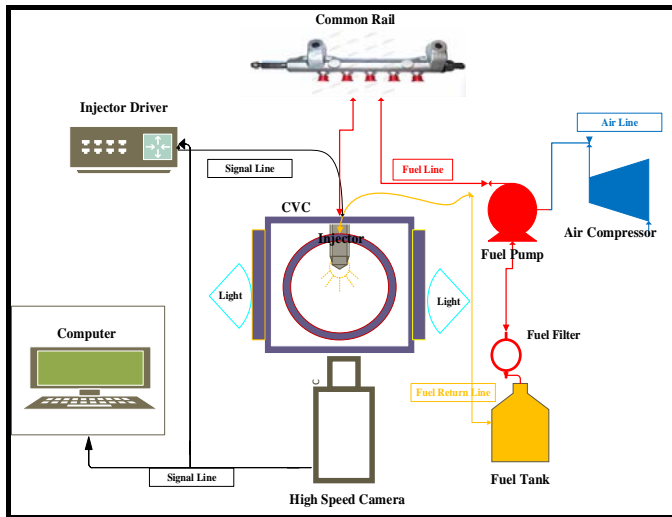 Common Rail
Injector Driver
Air Line
Signal Line
Fuel Line
CVC
Injector
Air Compressor
Fuel Pump
Light
Light
Computer
Fuel Filter
C
Fuel Return Line
Signal Line
Fuel Tank
High Speed Camera